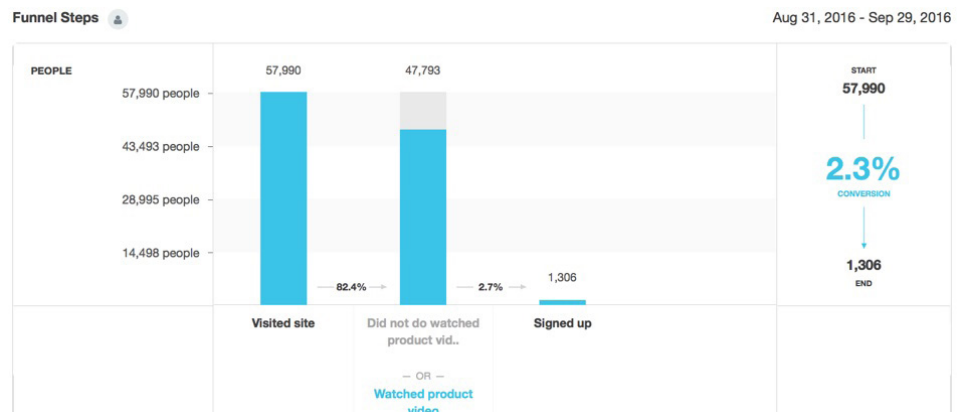 Funnel Steps
Aug 31, 2016 - Sep 29, 2016
PEOPLE
57,990
47,793
START
57,990
57,990 people
43,493 people
28,995 people
14,498 people
2.3%
CONVERSION
82.4%
2.7%
1,306
1,306
END
Visited site
Did not do watched
product vid..
Signed up
— OR —
Watched product
video